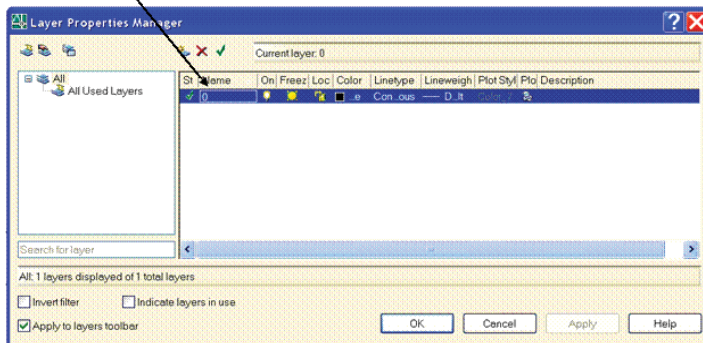 Layer Properties Manager
Current layer: 0
All
All Used Layers
St Name On Freez Loc Color Linetype Lineweigh Plot Styl Plo Description
0 ...e Con...ous D...lt Color_7
Search for layer
All: 1 layers displayed of 1 total layers
Invert filter Indicate layers in use
Apply to layers toolbar OK Cancel Apply Help